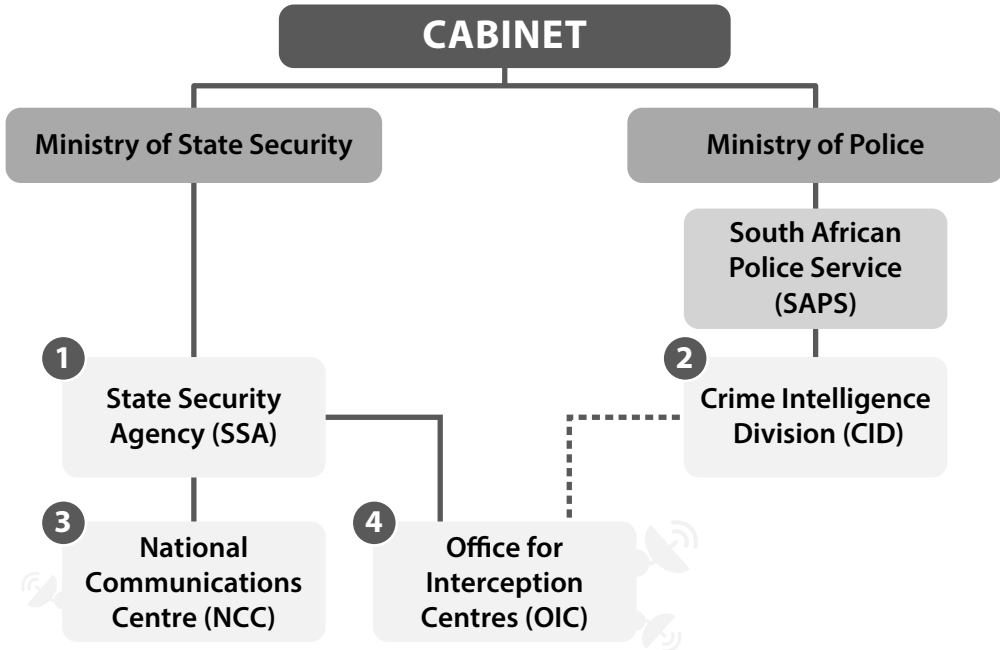 CABINET
Ministry of State Security
Ministry of Police
South African
Police Service
(SAPS)
1
State Security
Agency (SSA)
2
Crime Intelligence
Division (CID)
3
National
Communications
Centre (NCC)
4
Office for
Interception
Centres (OIC)